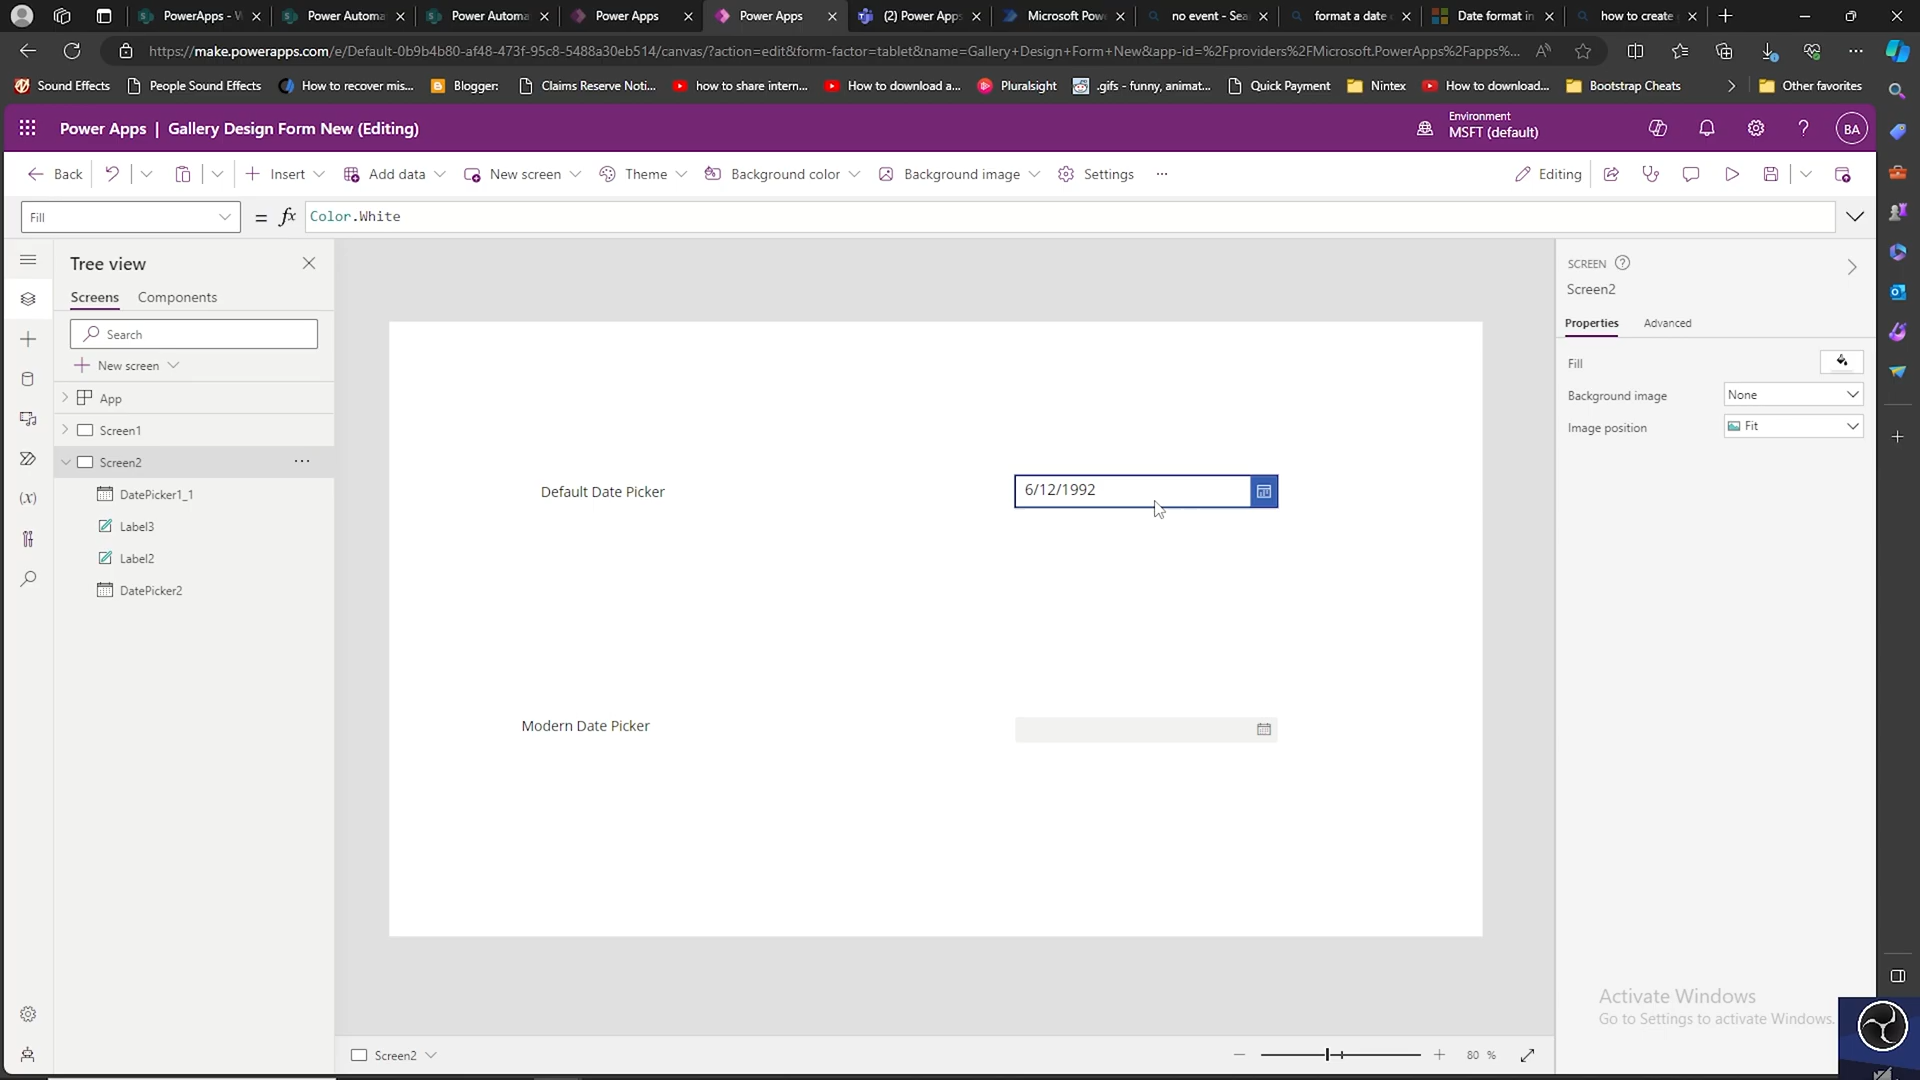 PowerApps - V
Power Automa
Power Automa
Power Apps
Power Apps
(2) Power Apps
Microsoft Pow
no event - Sea
format a date
Date format in
how to create
https://make.powerapps.com/e/Default-0b9b4b80-af48-473f-95c8-5488a30eb514/canvas/?action=edit&form-factor=tablet&name=Gallery+Design+Form+New&app-id=%2Fproviders%2FMicrosoft.PowerApps%2Fapps%...
Sound Effects
People Sound Effects
How to recover mis...
Blogger:
Claims Reserve Noti...
how to share intern...
How to download a...
Pluralsight
.gifs - funny, animat...
Quick Payment
Nintex
How to download...
Bootstrap Cheats
Other favorites
Power Apps | Gallery Design Form New (Editing)
Environment
MSFT (default)
BA
Back
Insert
Add data
New screen
Theme
Background color
Background image
Settings
Editing
Fill
= fx Color.White
Tree view
Screens
Components
Search
New screen
App
Screen1
Screen2
DatePicker1_1
Label3
Label2
DatePicker2
Default Date Picker
6/12/1992
Modern Date Picker
SCREEN
Screen2
Properties
Advanced
Fill
Background image
None
Image position
Fit
Activate Windows
Go to Settings to activate Windows.
Screen2
80 %